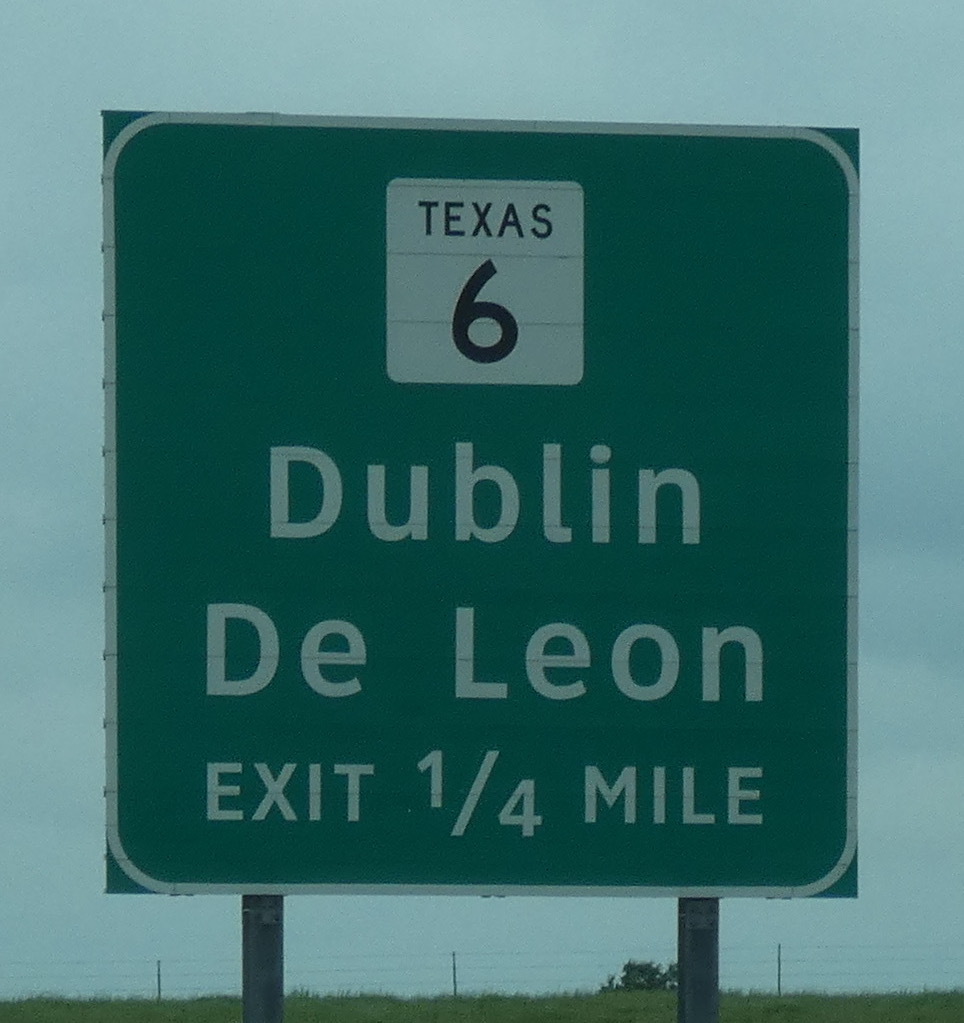 TEXAS
6
Dublin
De Leon
EXIT 1/4 MILE